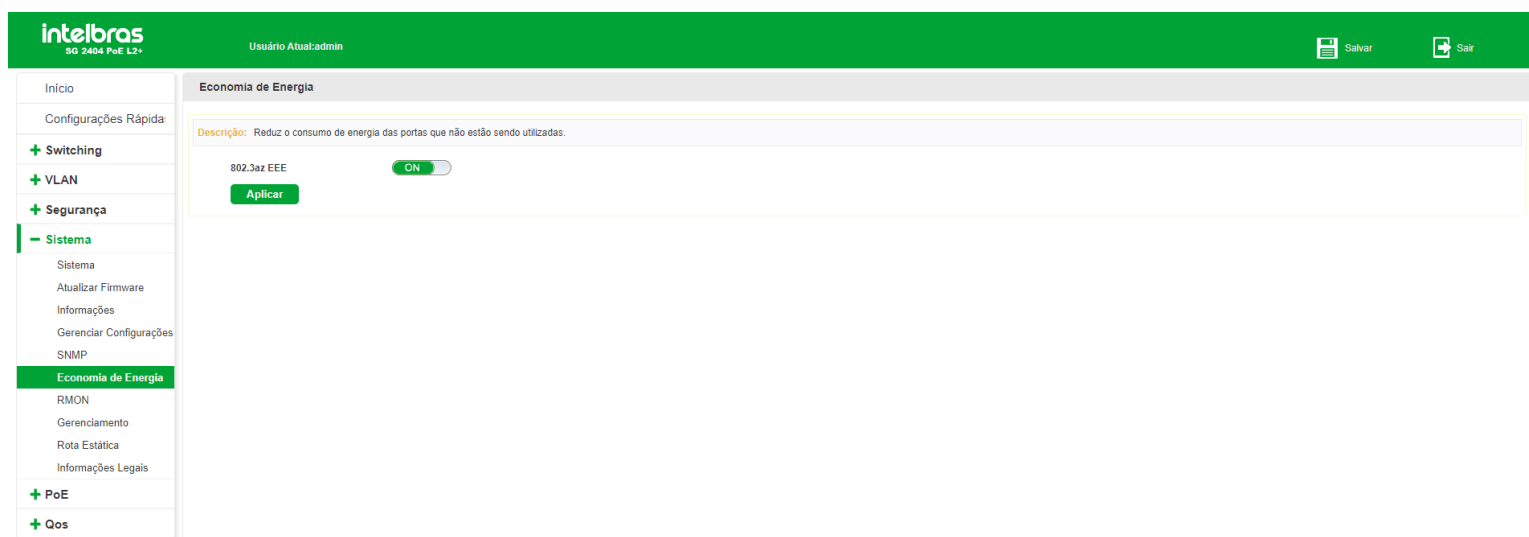 intelbras
SG 2404 PoE L2+
Usuário Atual:admin
Salvar
Sair
Início
Configurações Rápida
Switching
VLAN
Segurança
Sistema
Sistema
Atualizar Firmware
Informações
Gerenciar Configurações
SNMP
Economia de Energia
RMON
Gerenciamento
Rota Estática
Informações Legais
PoE
Qos
Economia de Energia
Descrição: Reduz o consumo de energia das portas que não estão sendo utilizadas.
802.3az EEE
ON
Aplicar